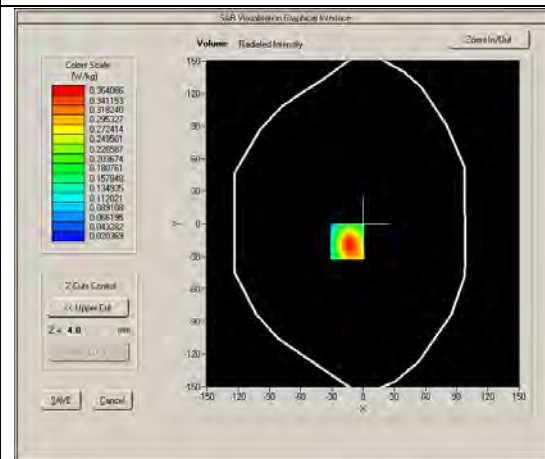 SAR Visualisation Graphical Interface
Volume Radiated Intensity
Zoom In/Out
Colors Scale
(W/kg)
0.364066
0.341153
0.318240
0.295327
0.272414
0.249501
0.226587
0.203674
0.180761
0.157848
0.134935
0.112021
0.089108
0.066195
0.043282
0.020369
150
120
90
60
30
0
-30
-60
-90
-120
-150
Y
-150 -120 -90 -60 -30 0 30 60 90 120 150
X
Z Cuts Control
<< Upper Cut
Z = 4.0 mm
SAVE Cancel